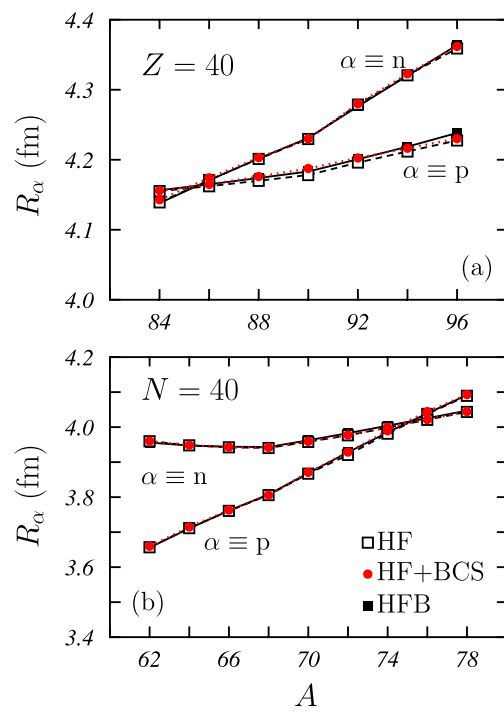 4.4
Z = 40
α ≡ n
4.3
R_α (fm)
4.2
α ≡ p
4.1
(a)
4.0
84 88 92 96
4.2
N = 40
4.0
R_α (fm)
α ≡ n
3.8
α ≡ p
HF
3.6
HF+BCS
(b)
HFB
3.4
62 66 70 74 78
A